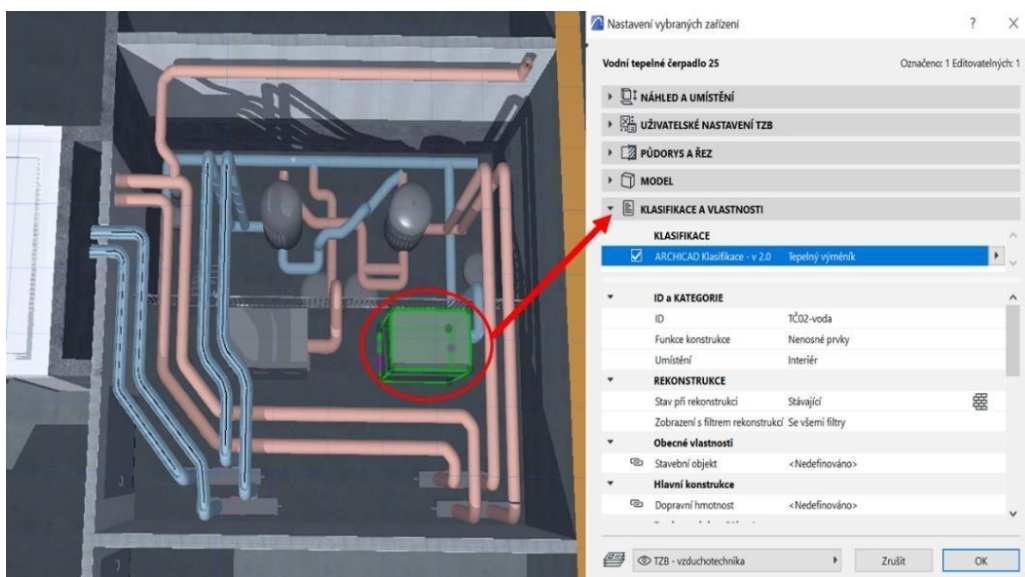 Nastavení vybraných zařízení ? X
Vodní tepelné čerpadlo 25 Označeno: 1 Editovatelných: 1
NÁHLED A UMÍSTĚNÍ
UŽIVATELSKÉ NASTAVENÍ TZB
PŮDORYS A ŘEZ
MODEL
KLASIFIKACE A VLASTNOSTI
KLASIFIKACE
ARCHICAD Klasifikace - v 2.0 Tepelný výměník
ID a KATEGORIE
ID TČ02-voda
Funkce konstrukce Nenosné prvky
Umístění Interiér
REKONSTRUKCE
Stav při rekonstrukci Stávající
Zobrazení s filtrem rekonstrukcí Se všemi filtry
Obecné vlastnosti
Stavební objekt <Nedefinováno>
Hlavní konstrukce
Dopravní hmotnost <Nedefinováno>
TZB - vzduchotechnika Zrušit OK